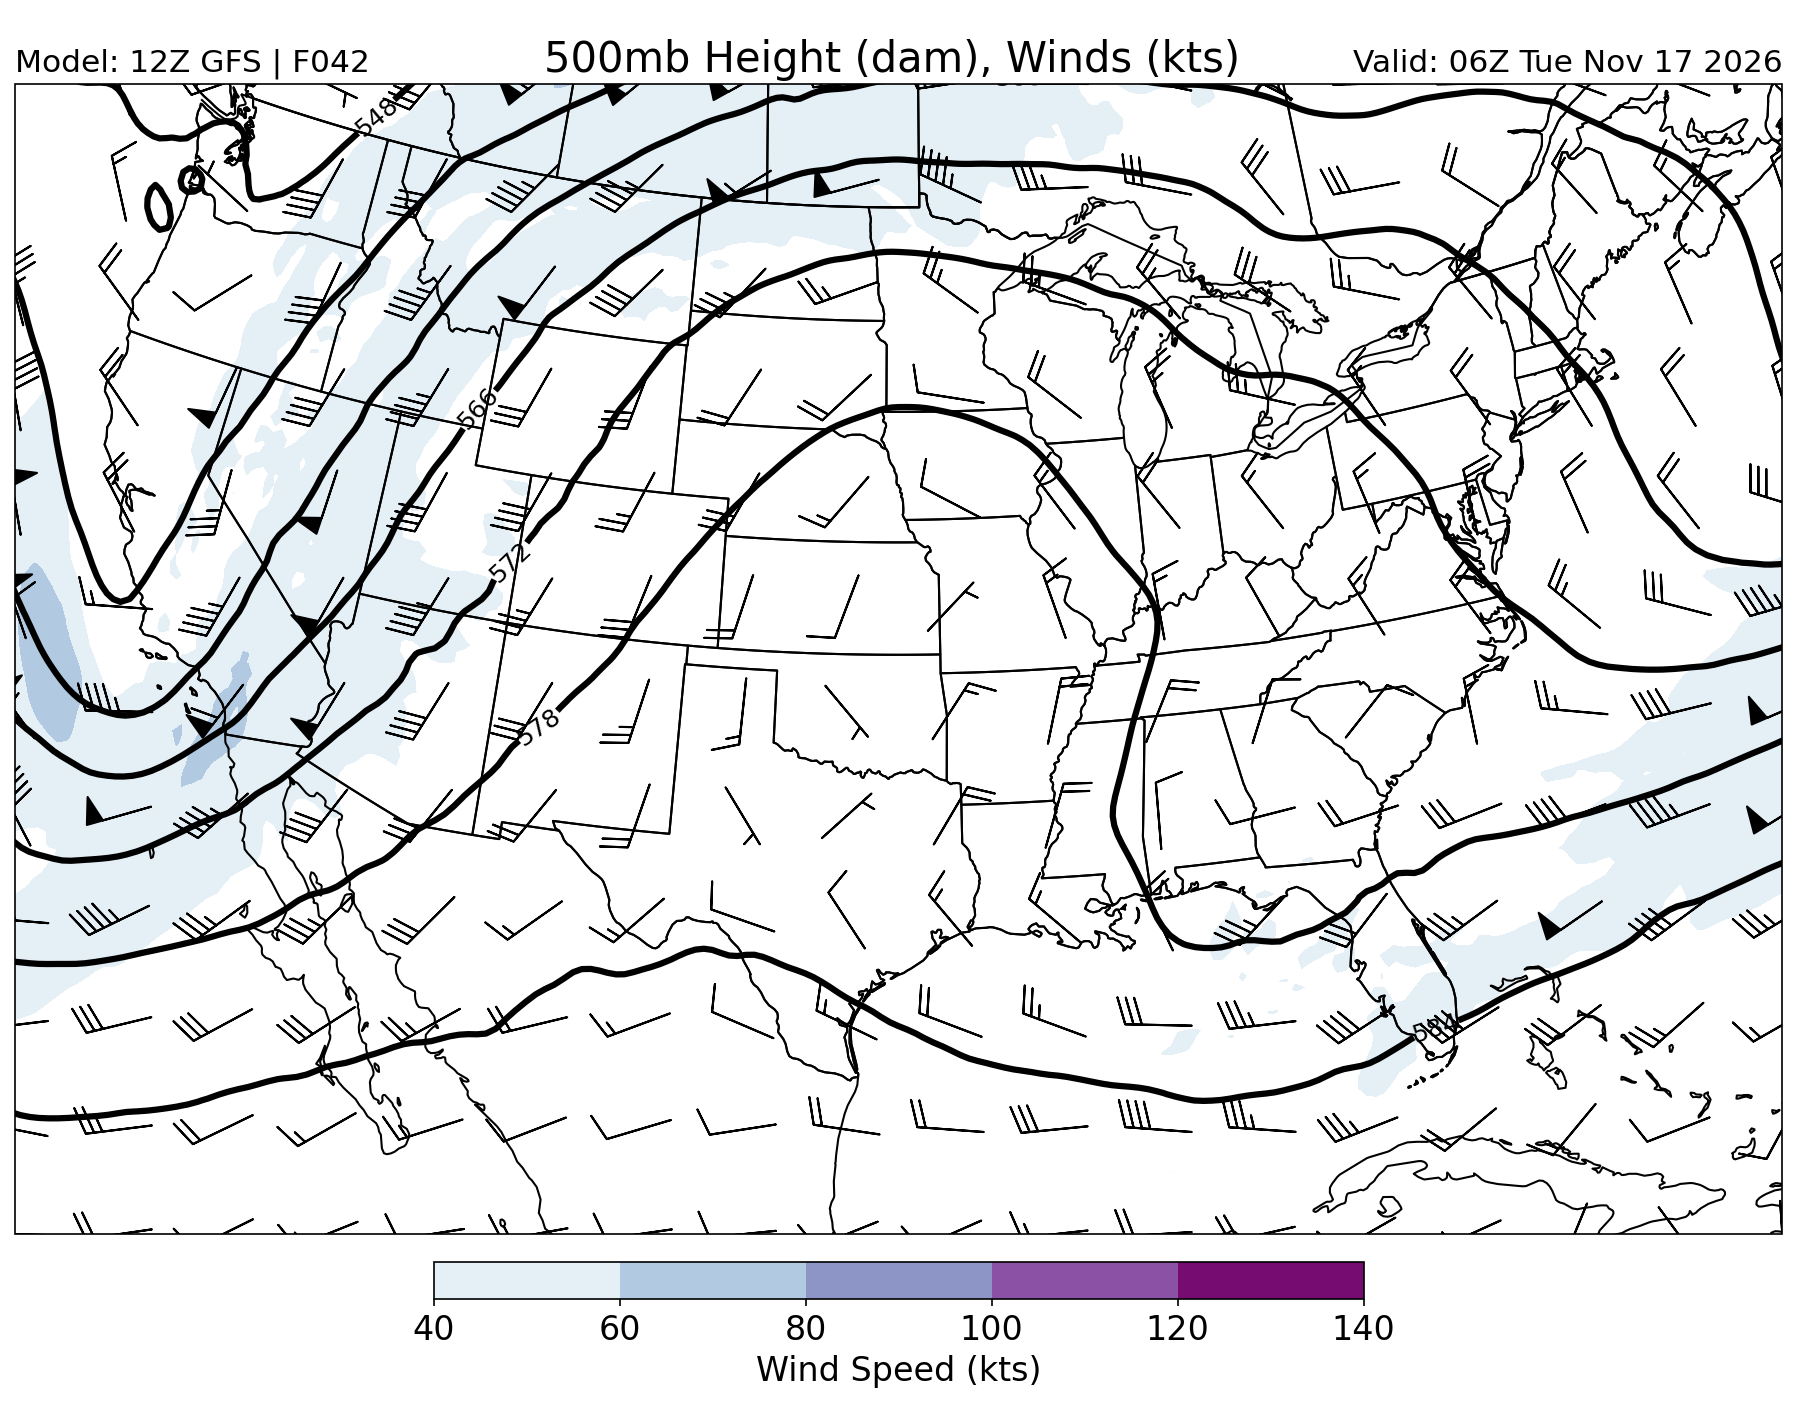 Model: 12Z GFS | F042
500mb Height (dam), Winds (kts)
Valid: 06Z Tue Nov 17 2026
548
566
572
578
584
40 60 80 100 120 140
Wind Speed (kts)